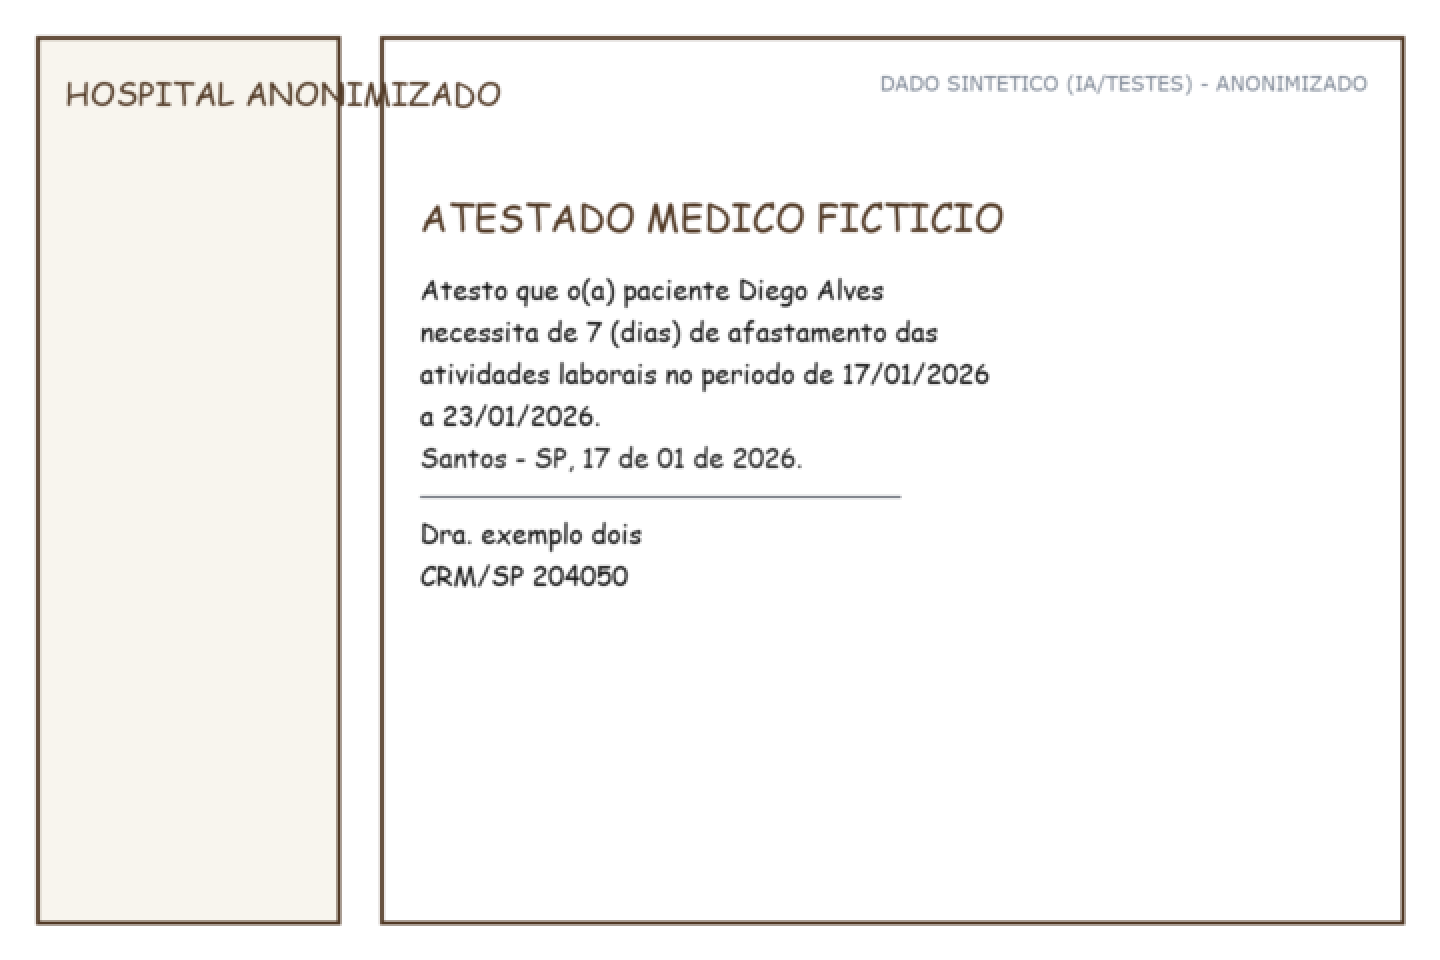 HOSPITAL ANONIMIZADO
DADO SINTETICO (IA/TESTES) - ANONIMIZADO
ATESTADO MEDICO FICTICIO
Atesto que o(a) paciente Diego Alves
necessita de 7 (dias) de afastamento das
atividades laborais no periodo de 17/01/2026
a 23/01/2026.
Santos - SP, 17 de 01 de 2026.
Dra. exemplo dois
CRM/SP 204050